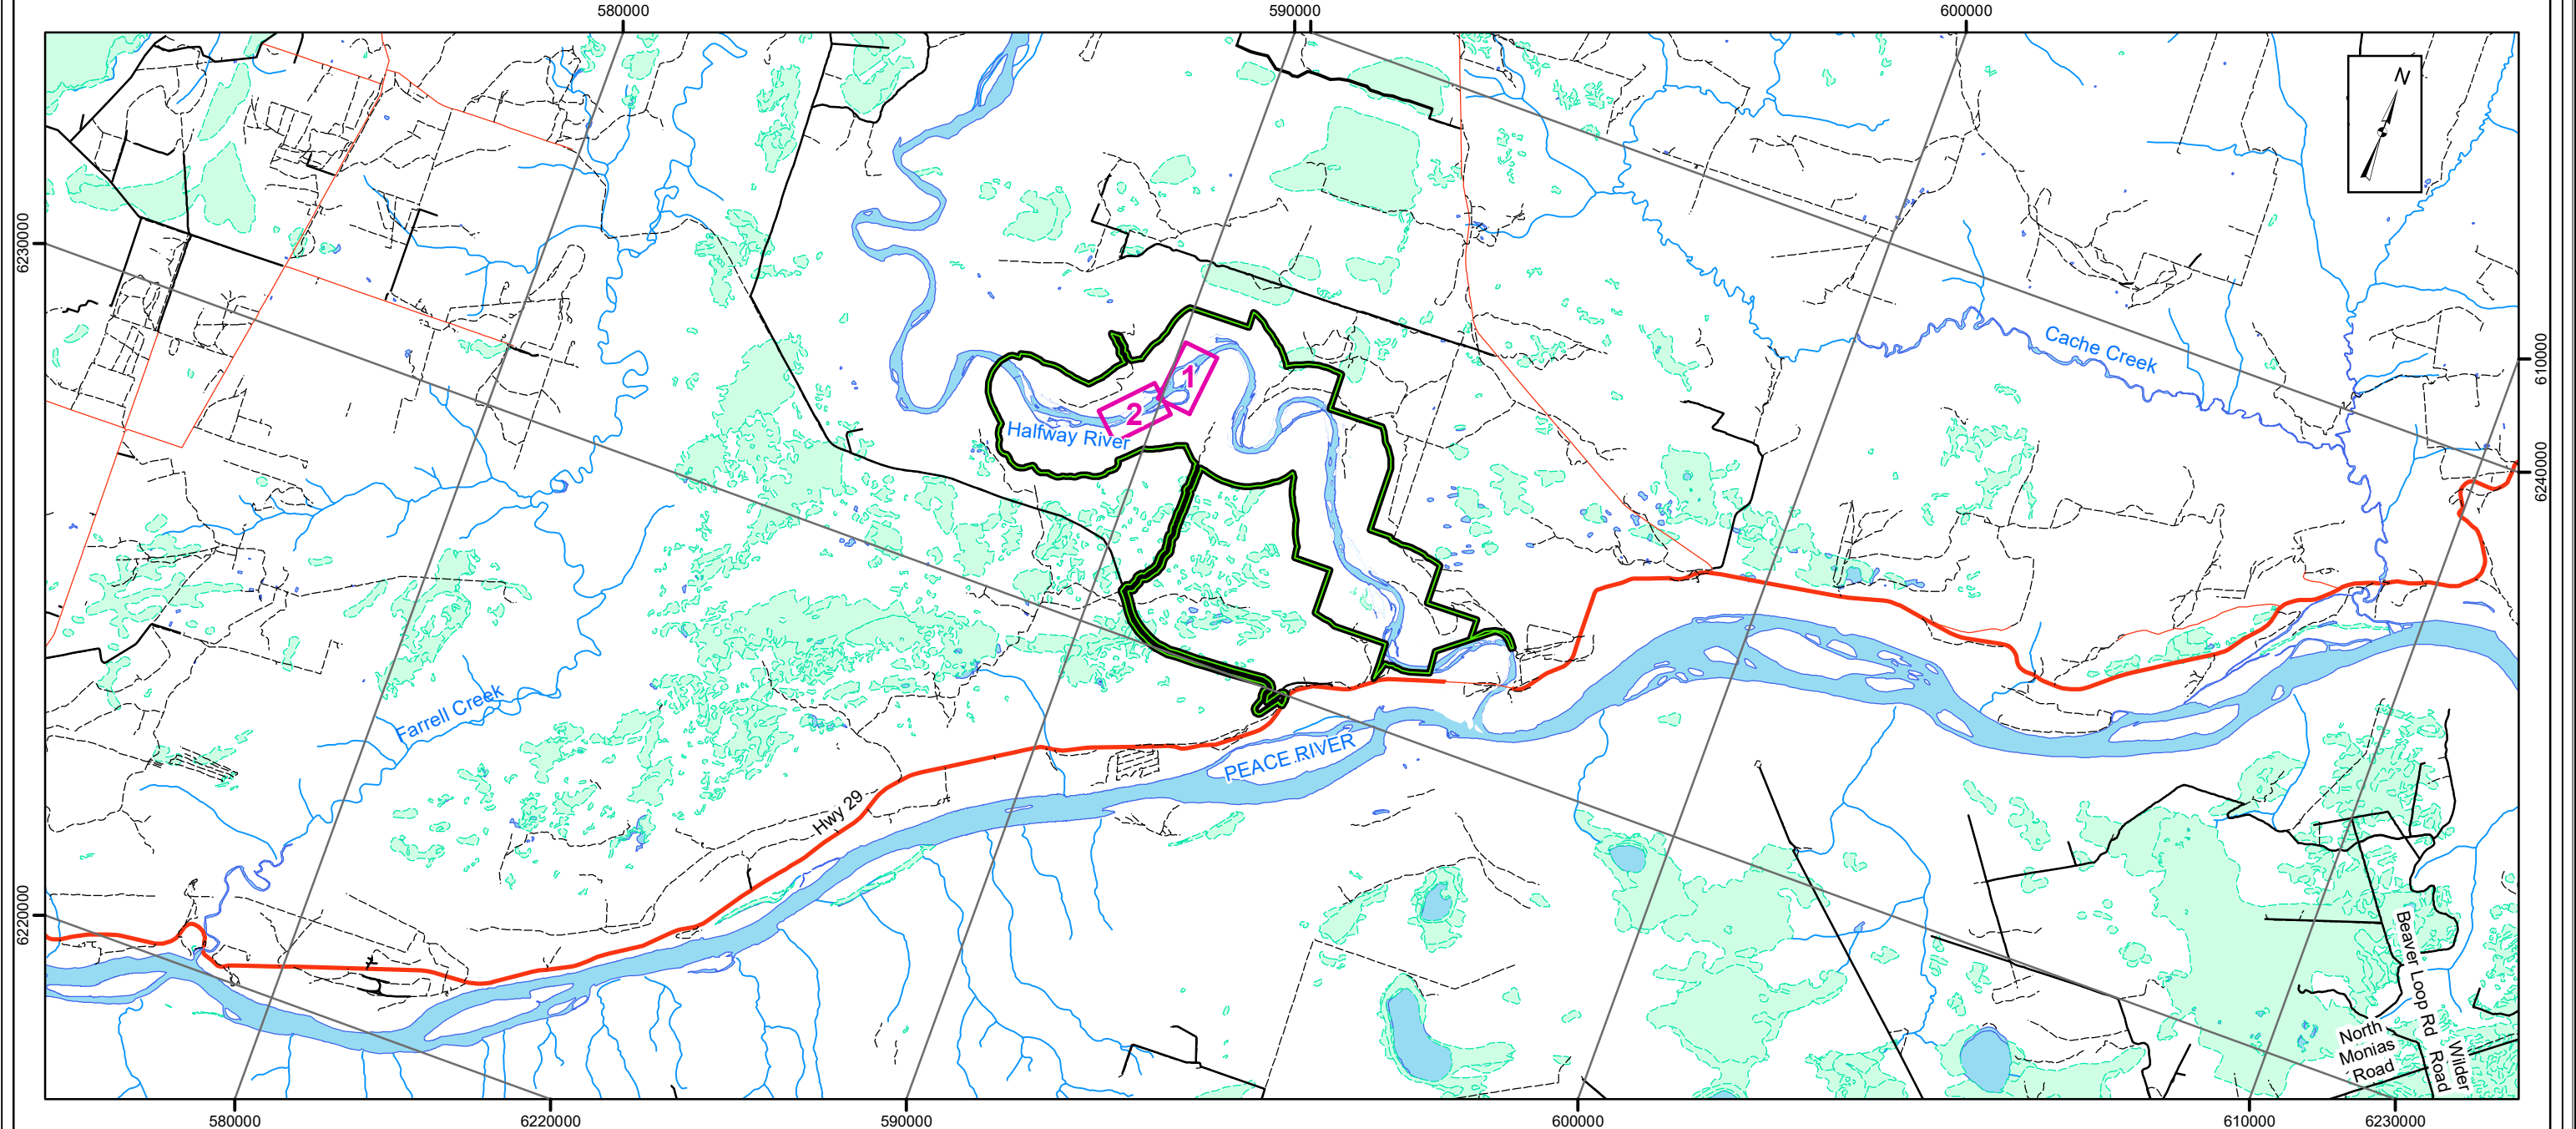 580000
590000
600000
N
6230000
Cache Creek
610000
1
2
Halfway River
6240000
Farrell Creek
PEACE RIVER
Hwy 29
6220000
Beaver Loop Rd
North
Monias
Road
Wilder
Road
580000
6220000
590000
600000
610000
6230000